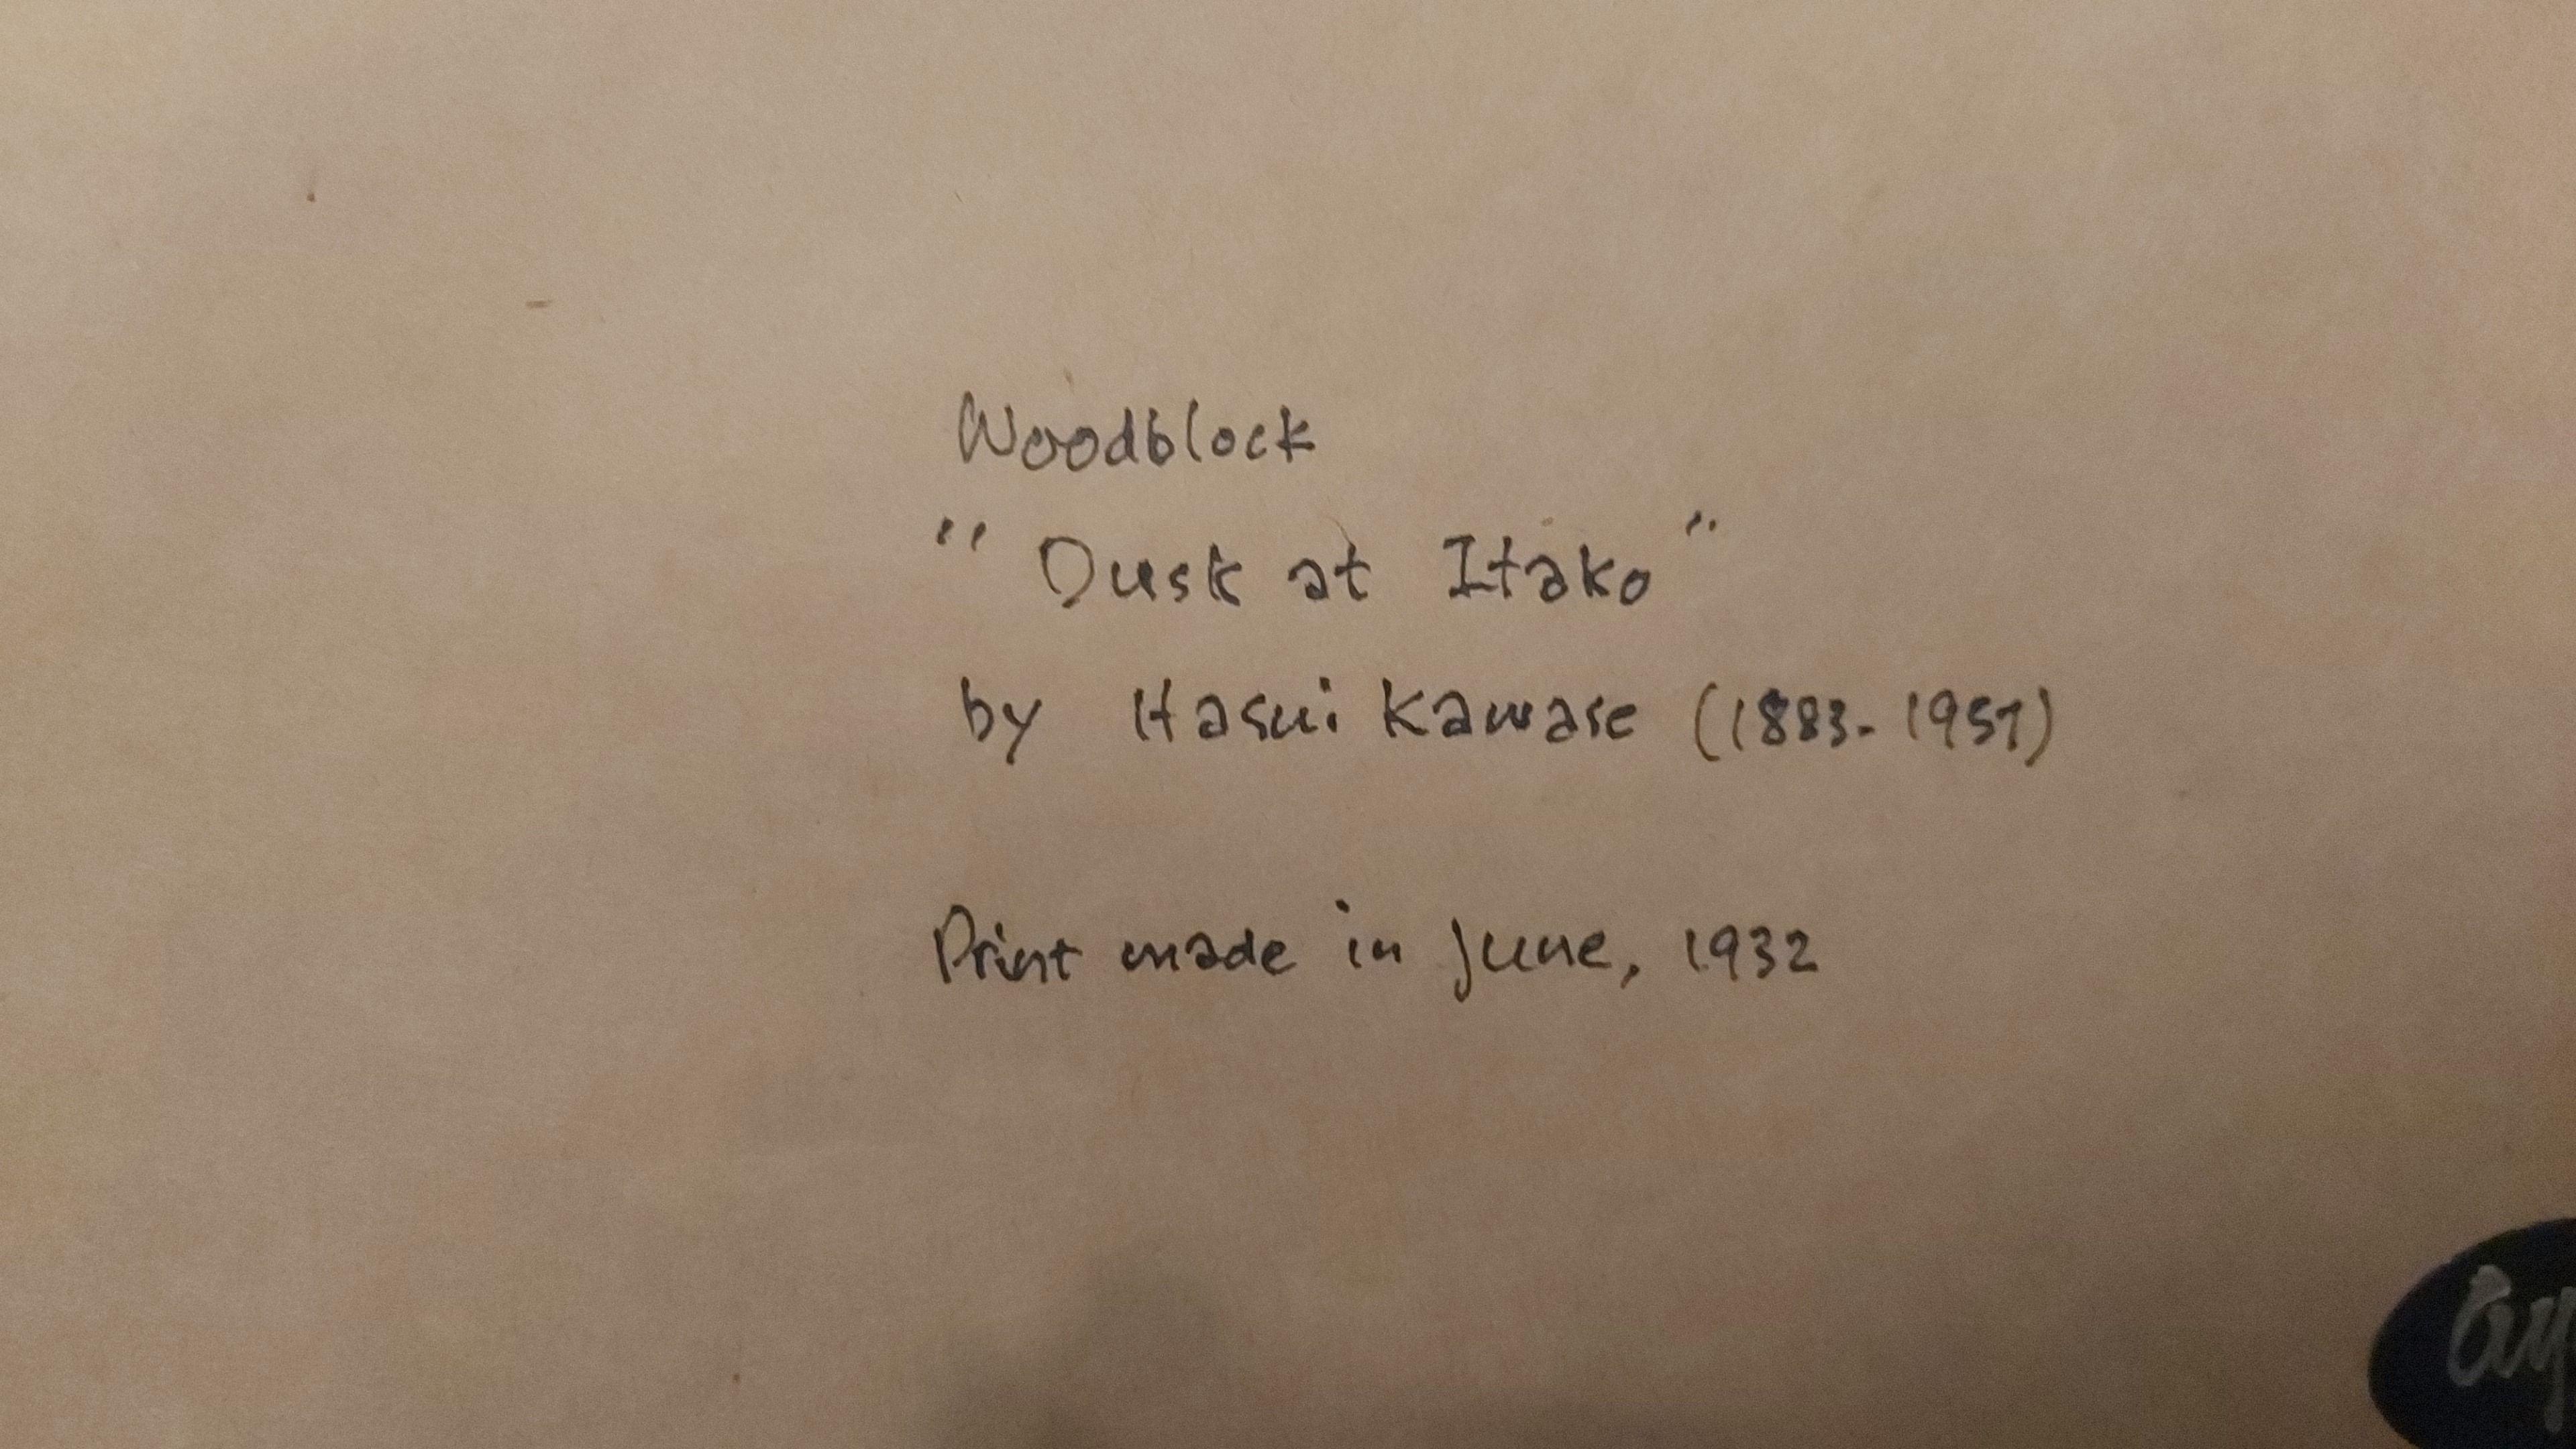 Woodblock
"Dusk at Itako"
by Hasui Kawase (1883-1957)
Print made in June, 1932